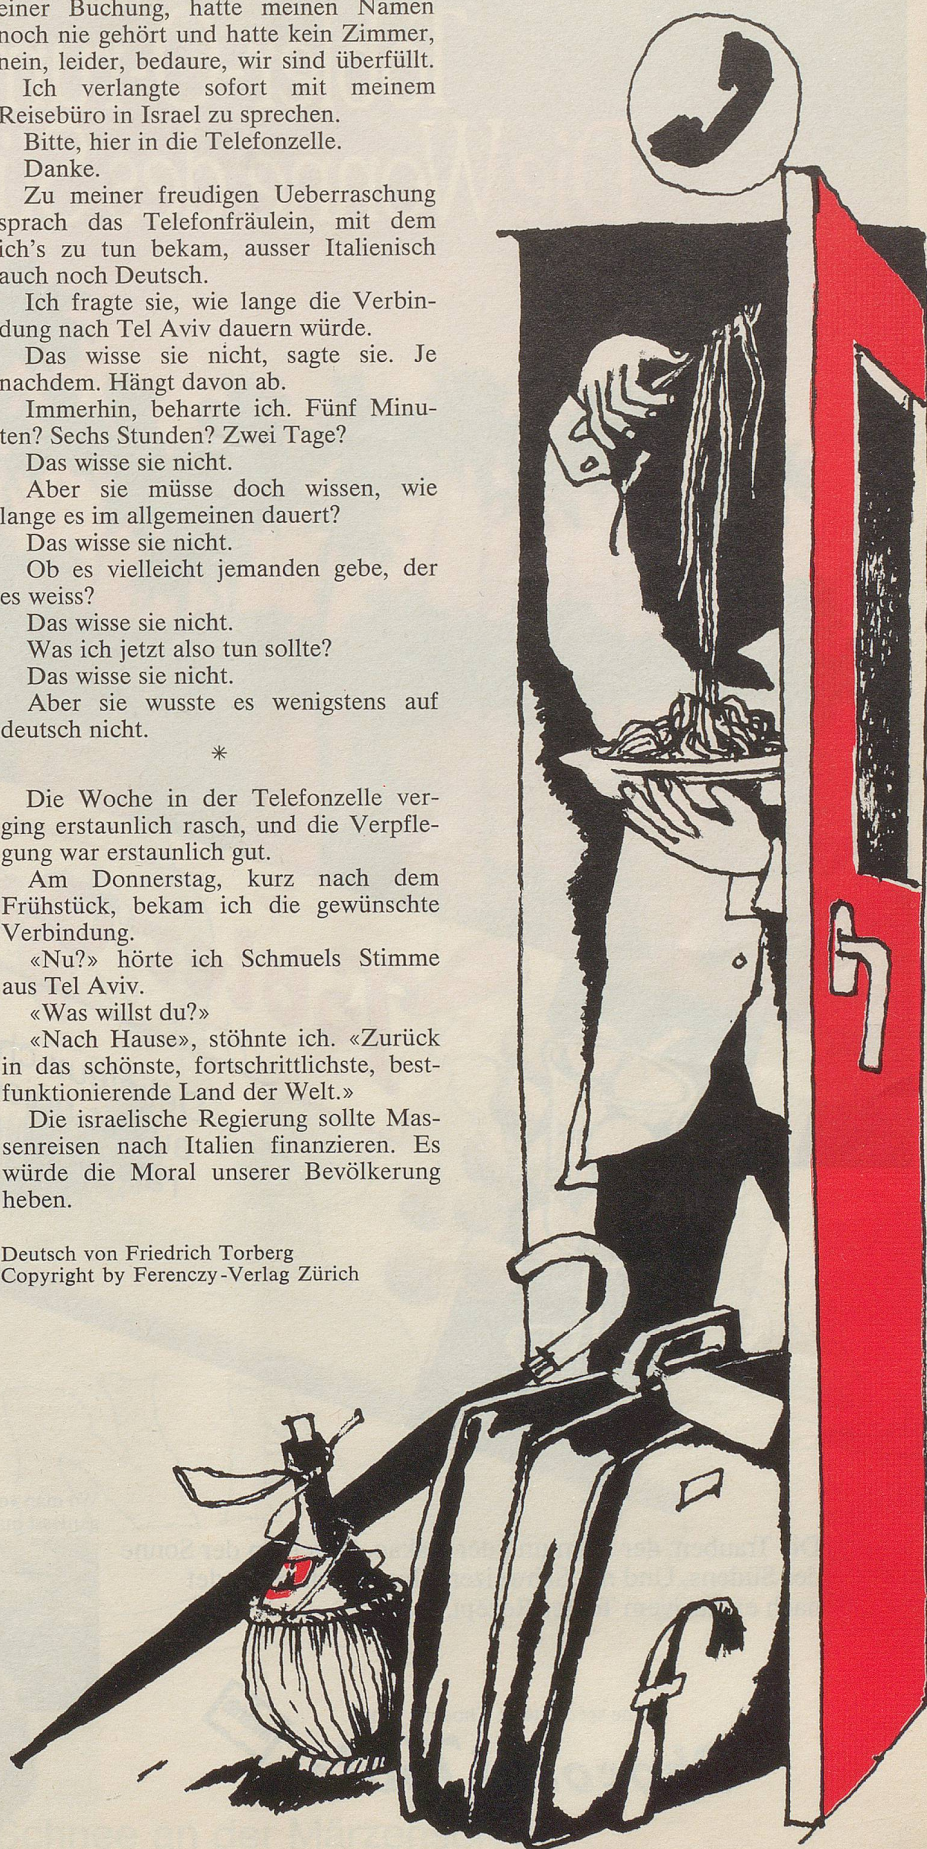 einer Buchung, hatte meinen Namen
noch nie gehört und hatte kein Zimmer,
nein, leider, bedaure, wir sind überfüllt.
Ich verlangte sofort mit meinem
Reisebüro in Israel zu sprechen.
Bitte, hier in die Telefonzelle.
Danke.
Zu meiner freudigen Ueberraschung
sprach das Telefonfräulein, mit dem
ich's zu tun bekam, ausser Italienisch
auch noch Deutsch.
Ich fragte sie, wie lange die Verbin-
dung nach Tel Aviv dauern würde.
Das wisse sie nicht, sagte sie. Je
nachdem. Hängt davon ab.
Immerhin, beharrte ich. Fünf Minu-
ten? Sechs Stunden? Zwei Tage?
Das wisse sie nicht.
Aber sie müsse doch wissen, wie
lange es im allgemeinen dauert?
Das wisse sie nicht.
Ob es vielleicht jemanden gebe, der
es weiss?
Das wisse sie nicht.
Was ich jetzt also tun sollte?
Das wisse sie nicht.
Aber sie wusste es wenigstens auf
deutsch nicht.
*
Die Woche in der Telefonzelle ver-
ging erstaunlich rasch, und die Verpfle-
gung war erstaunlich gut.
Am Donnerstag, kurz nach dem
Frühstück, bekam ich die gewünschte
Verbindung.
«Nu?» hörte ich Schmuels Stimme
aus Tel Aviv.
«Was willst du?»
«Nach Hause», stöhnte ich. «Zurück
in das schönste, fortschrittlichste, best-
funktionierende Land der Welt.»
Die israelische Regierung sollte Mas-
senreisen nach Italien finanzieren. Es
würde die Moral unserer Bevölkerung
heben.
Deutsch von Friedrich Torberg
Copyright by Ferenczy-Verlag Zürich